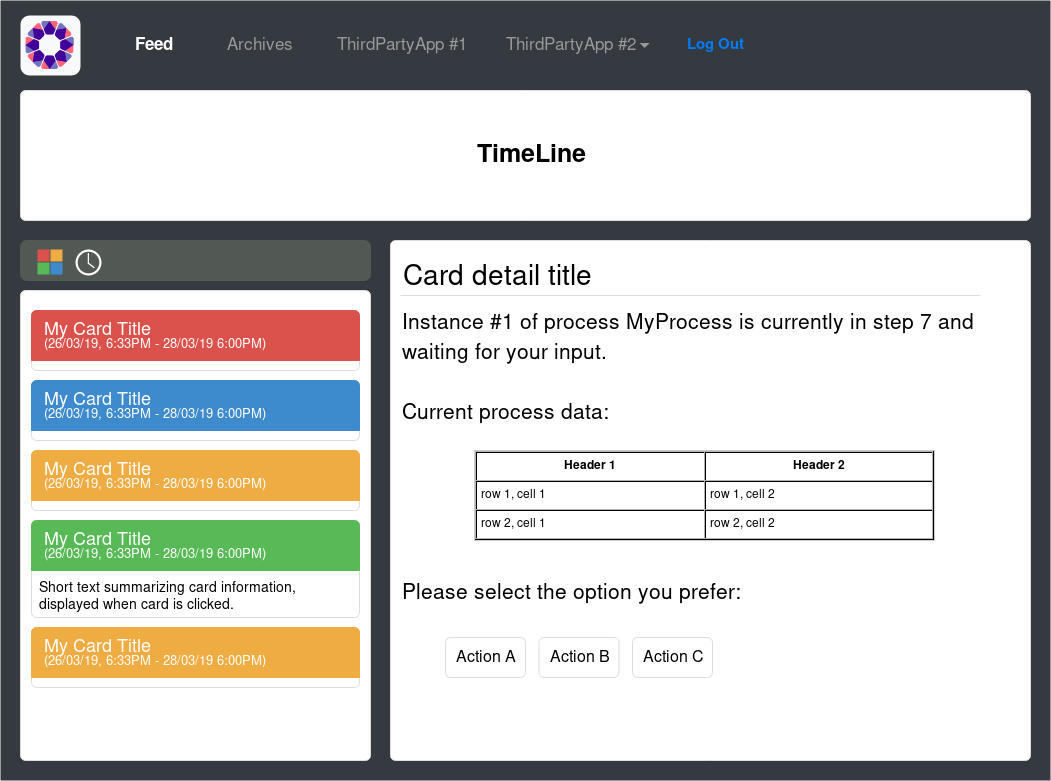 Feed
Archives
ThirdPartyApp #1
ThirdPartyApp #2
Log Out
TimeLine
My Card Title
(26/03/19, 6:33PM - 28/03/19 6:00PM)
My Card Title
(26/03/19, 6:33PM - 28/03/19 6:00PM)
My Card Title
(26/03/19, 6:33PM - 28/03/19 6:00PM)
My Card Title
(26/03/19, 6:33PM - 28/03/19 6:00PM)
Short text summarizing card information,
displayed when card is clicked.
My Card Title
(26/03/19, 6:33PM - 28/03/19 6:00PM)
Card detail title
Instance #1 of process MyProcess is currently in step 7 and
waiting for your input.
Current process data:
Header 1 Header 2
row 1, cell 1 row 1, cell 2
row 2, cell 1 row 2, cell 2
Please select the option you prefer:
Action A Action B Action C